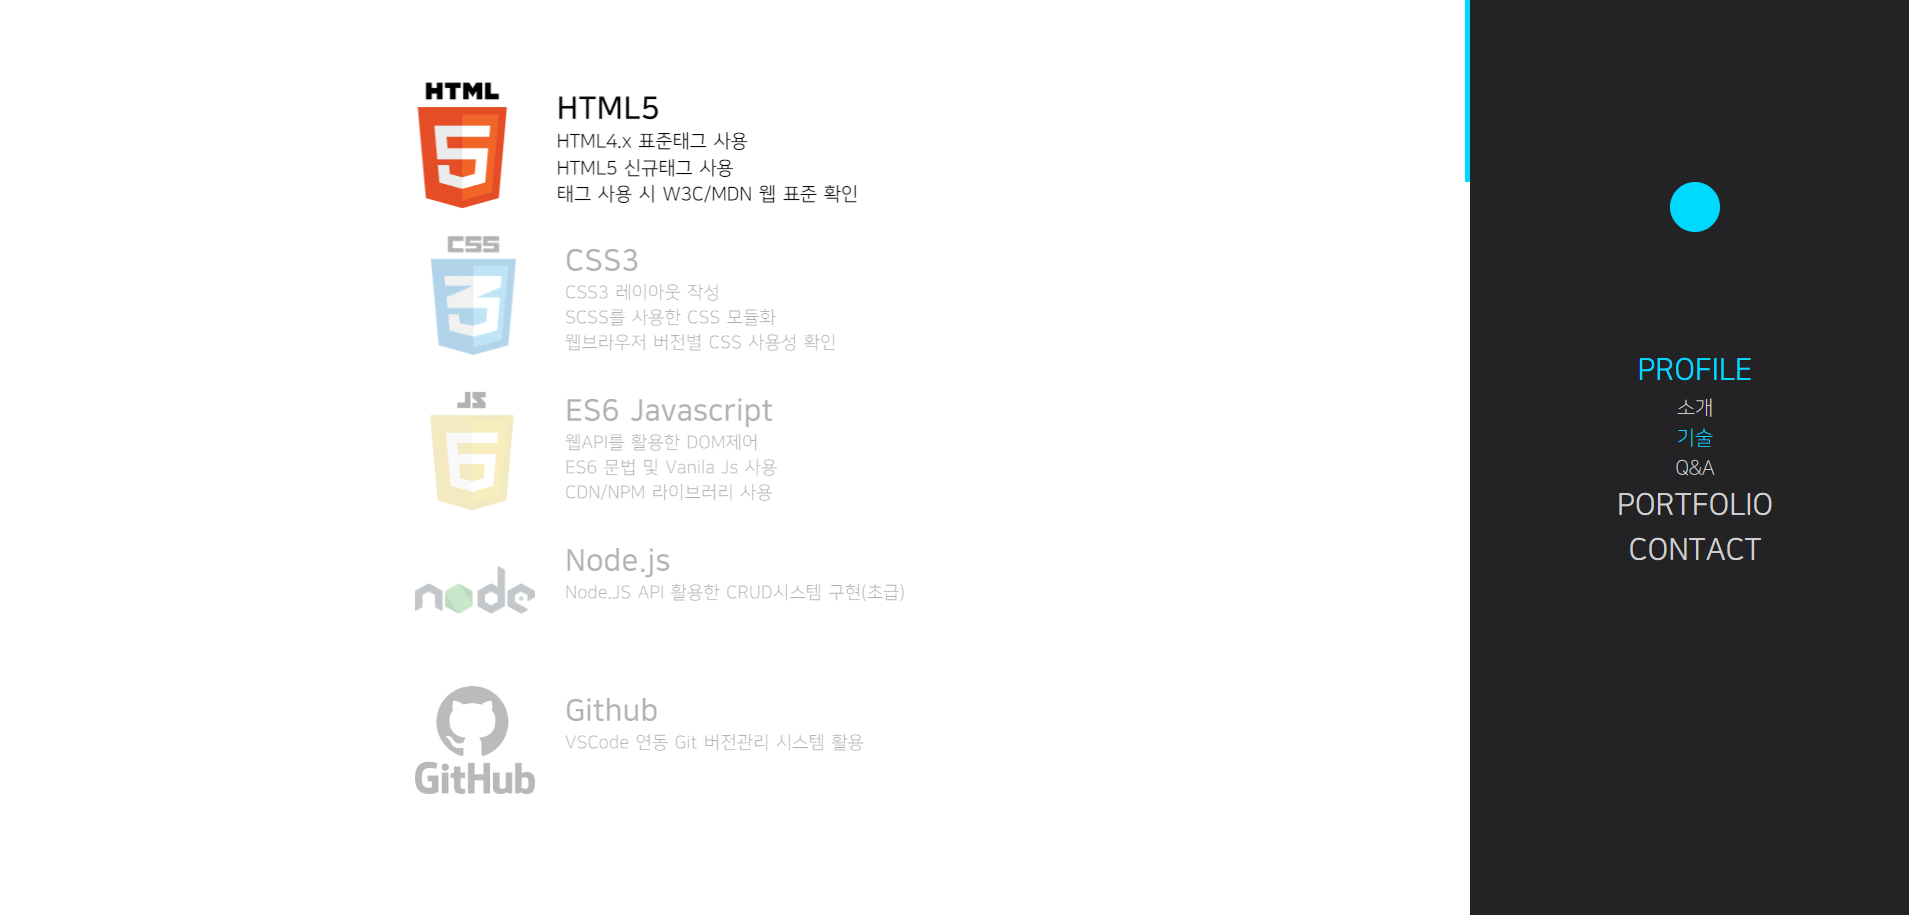 HTML
HTML5
HTML4.x 표준태그 사용
HTML5 신규태그 사용
태그 사용 시 W3C/MDN 웹 표준 확인
CSS
CSS3
CSS3 레이아웃 작성
SCSS를 사용한 CSS 모듈화
웹브라우저 버전별 CSS 사용성 확인
JS
ES6 Javascript
웹API를 활용한 DOM제어
ES6 문법 및 Vanila Js 사용
CDN/NPM 라이브러리 사용
node
Node.js
Node.JS API 활용한 CRUD시스템 구현(초급)
GitHub
Github
VSCode 연동 Git 버전관리 시스템 활용
PROFILE
소개
기술
Q&A
PORTFOLIO
CONTACT